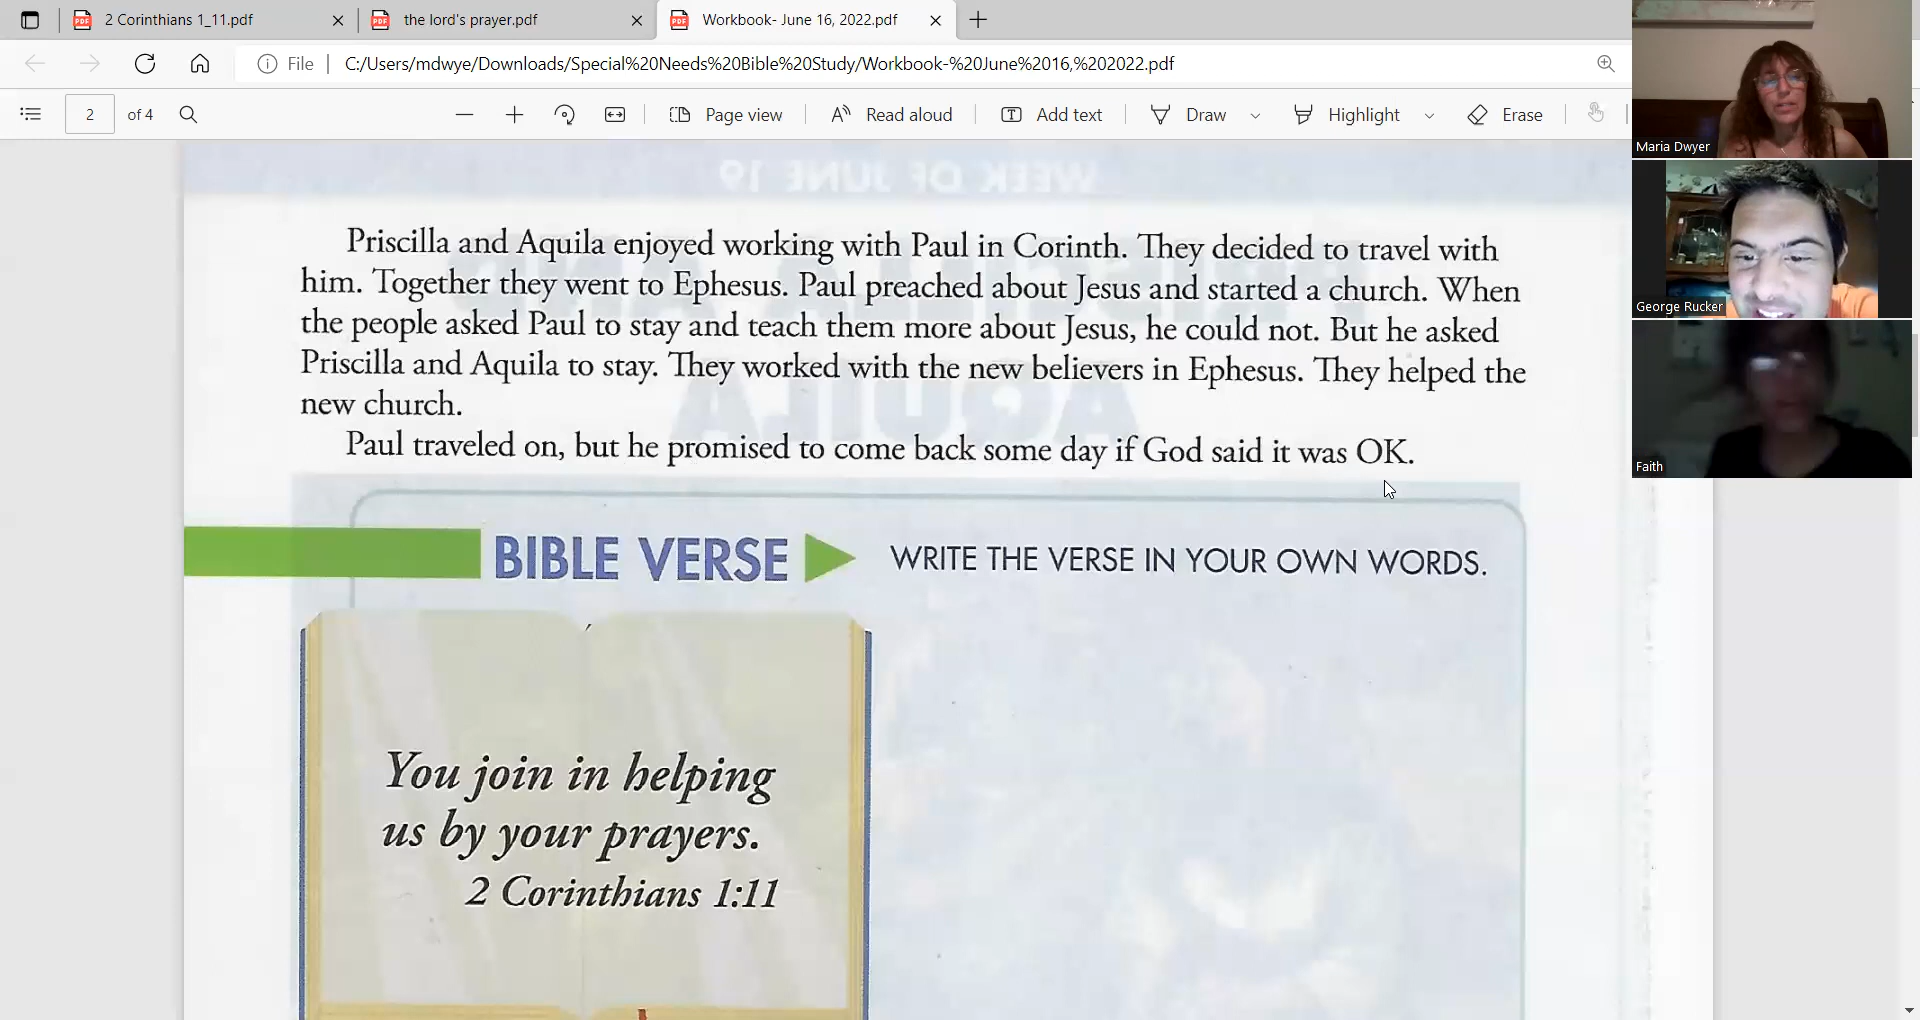 2 Corinthians 1_11.pdf
the lord's prayer.pdf
Workbook- June 16, 2022.pdf
File
C:/Users/mdwye/Downloads/Special%20Needs%20Bible%20Study/Workbook-%20June%2016,%202022.pdf
2
of 4
Page view
Read aloud
Add text
Draw
Highlight
Erase
Maria Dwyer
George Rucker
Faith
WEEK OF JUNE 19
Priscilla and Aquila enjoyed working with Paul in Corinth. They decided to travel with
him. Together they went to Ephesus. Paul preached about Jesus and started a church. When
the people asked Paul to stay and teach them more about Jesus, he could not. But he asked
Priscilla and Aquila to stay. They worked with the new believers in Ephesus. They helped the
new church.
Paul traveled on, but he promised to come back some day if God said it was OK.
BIBLE VERSE
WRITE THE VERSE IN YOUR OWN WORDS.
You join in helping
us by your prayers.
2 Corinthians 1:11